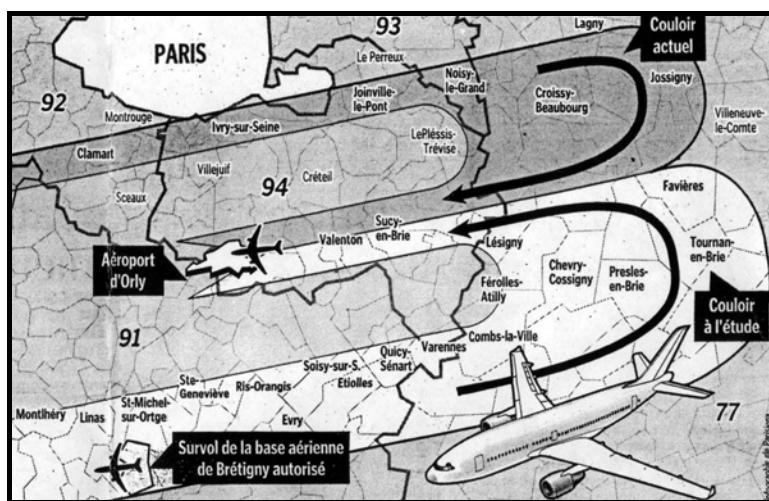 93
Lagny
Couloir
actuel
PARIS
Le Perreux
Noisy-
le-Grand
Jossigny
92
Joinville-
le-Pont
Croissy-
Beaubourg
Montrouge
Ivry-sur-Seine
Villeneuve-
le-Comte
Clamart
LePléssis-
Trévise
Villejuif
94
Créteil
Sceaux
Favières
Sucy-
en-Brie
Valenton
Lésigny
Tournan-
en-Brie
Aéroport
d'Orly
Chevry-
Cossigny
Presles-
en-Brie
Férolles-
Atilly
Couloir
à l'étude
91
Varennes
Combs-la-Ville
Quicy-
Sénart
Soisy-sur-S.
Etiolles
Ste-
Geneviève
Ris-Orangis
St-Michel-
sur-Ortge
Montlhéry
Linas
Evry
77
Survol de la base aérienne
de Brétigny autorisé